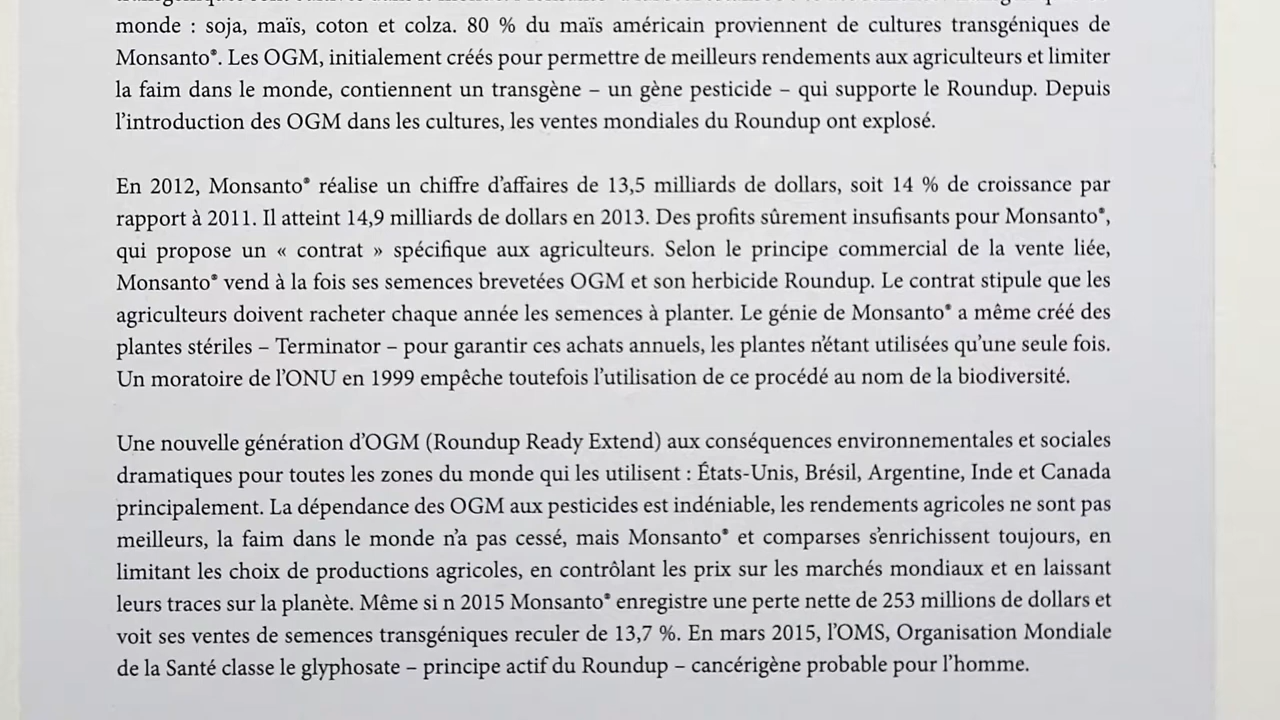 monde : soja, maïs, coton et colza. 80 % du maïs américain proviennent de cultures transgéniques de
Monsanto®. Les OGM, initialement créés pour permettre de meilleurs rendements aux agriculteurs et limiter
la faim dans le monde, contiennent un transgène – un gène pesticide – qui supporte le Roundup. Depuis
l’introduction des OGM dans les cultures, les ventes mondiales du Roundup ont explosé.
En 2012, Monsanto® réalise un chiffre d’affaires de 13,5 milliards de dollars, soit 14 % de croissance par
rapport à 2011. Il atteint 14,9 milliards de dollars en 2013. Des profits sûrement insufisants pour Monsanto®,
qui propose un « contrat » spécifique aux agriculteurs. Selon le principe commercial de la vente liée,
Monsanto® vend à la fois ses semences brevetées OGM et son herbicide Roundup. Le contrat stipule que les
agriculteurs doivent racheter chaque année les semences à planter. Le génie de Monsanto® a même créé des
plantes stériles – Terminator – pour garantir ces achats annuels, les plantes n’étant utilisées qu’une seule fois.
Un moratoire de l’ONU en 1999 empêche toutefois l’utilisation de ce procédé au nom de la biodiversité.
Une nouvelle génération d’OGM (Roundup Ready Extend) aux conséquences environnementales et sociales
dramatiques pour toutes les zones du monde qui les utilisent : États-Unis, Brésil, Argentine, Inde et Canada
principalement. La dépendance des OGM aux pesticides est indéniable, les rendements agricoles ne sont pas
meilleurs, la faim dans le monde n’a pas cessé, mais Monsanto® et comparses s’enrichissent toujours, en
limitant les choix de productions agricoles, en contrôlant les prix sur les marchés mondiaux et en laissant
leurs traces sur la planète. Même si n 2015 Monsanto® enregistre une perte nette de 253 millions de dollars et
voit ses ventes de semences transgéniques reculer de 13,7 %. En mars 2015, l’OMS, Organisation Mondiale
de la Santé classe le glyphosate – principe actif du Roundup – cancérigène probable pour l’homme.